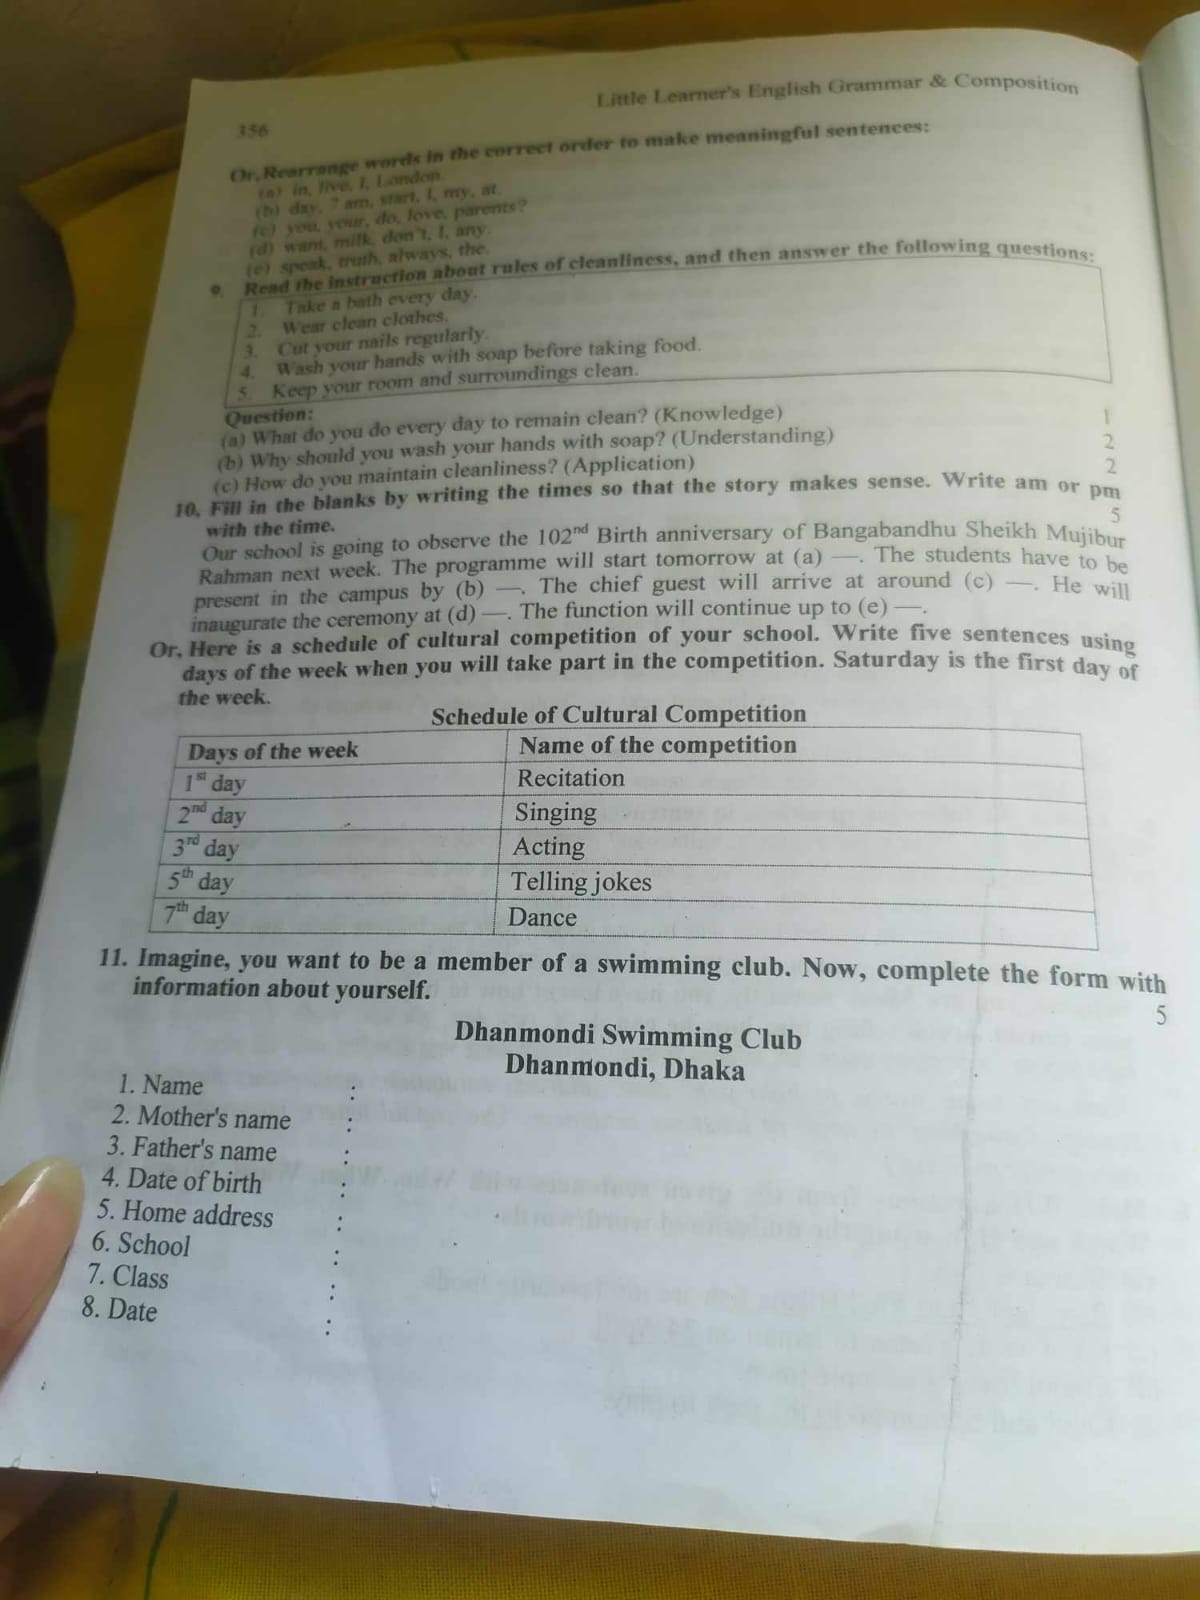 Little Learner's English Grammar & Composition
356
Or, Rearrange words in the correct order to make meaningful sentences:
(a) in, live, I, London.
(b) day, 7 am, start, I, my, at.
(c) you, your, do, love, parents?
(d) want, milk, don't, I, any.
(e) speak, truth, always, the.
9. Read the instruction about rules of cleanliness, and then answer the following questions:
1. Take a bath every day.
2. Wear clean clothes.
3. Cut your nails regularly.
4. Wash your hands with soap before taking food.
5. Keep your room and surroundings clean.
Question:
(a) What do you do every day to remain clean? (Knowledge) 1
(b) Why should you wash your hands with soap? (Understanding) 2
(c) How do you maintain cleanliness? (Application) 2
10. Fill in the blanks by writing the times so that the story makes sense. Write am or pm
with the time. 5
Our school is going to observe the 102nd Birth anniversary of Bangabandhu Sheikh Mujibur
Rahman next week. The programme will start tomorrow at (a) —. The students have to be
present in the campus by (b) —. The chief guest will arrive at around (c) —. He will
inaugurate the ceremony at (d) —. The function will continue up to (e) —.
Or, Here is a schedule of cultural competition of your school. Write five sentences using
days of the week when you will take part in the competition. Saturday is the first day of
the week.
Schedule of Cultural Competition
Days of the week Name of the competition
1st day Recitation
2nd day Singing
3rd day Acting
5th day Telling jokes
7th day Dance
11. Imagine, you want to be a member of a swimming club. Now, complete the form with
information about yourself. 5
Dhanmondi Swimming Club
Dhanmondi, Dhaka
1. Name :
2. Mother's name :
3. Father's name :
4. Date of birth :
5. Home address :
6. School :
7. Class :
8. Date :